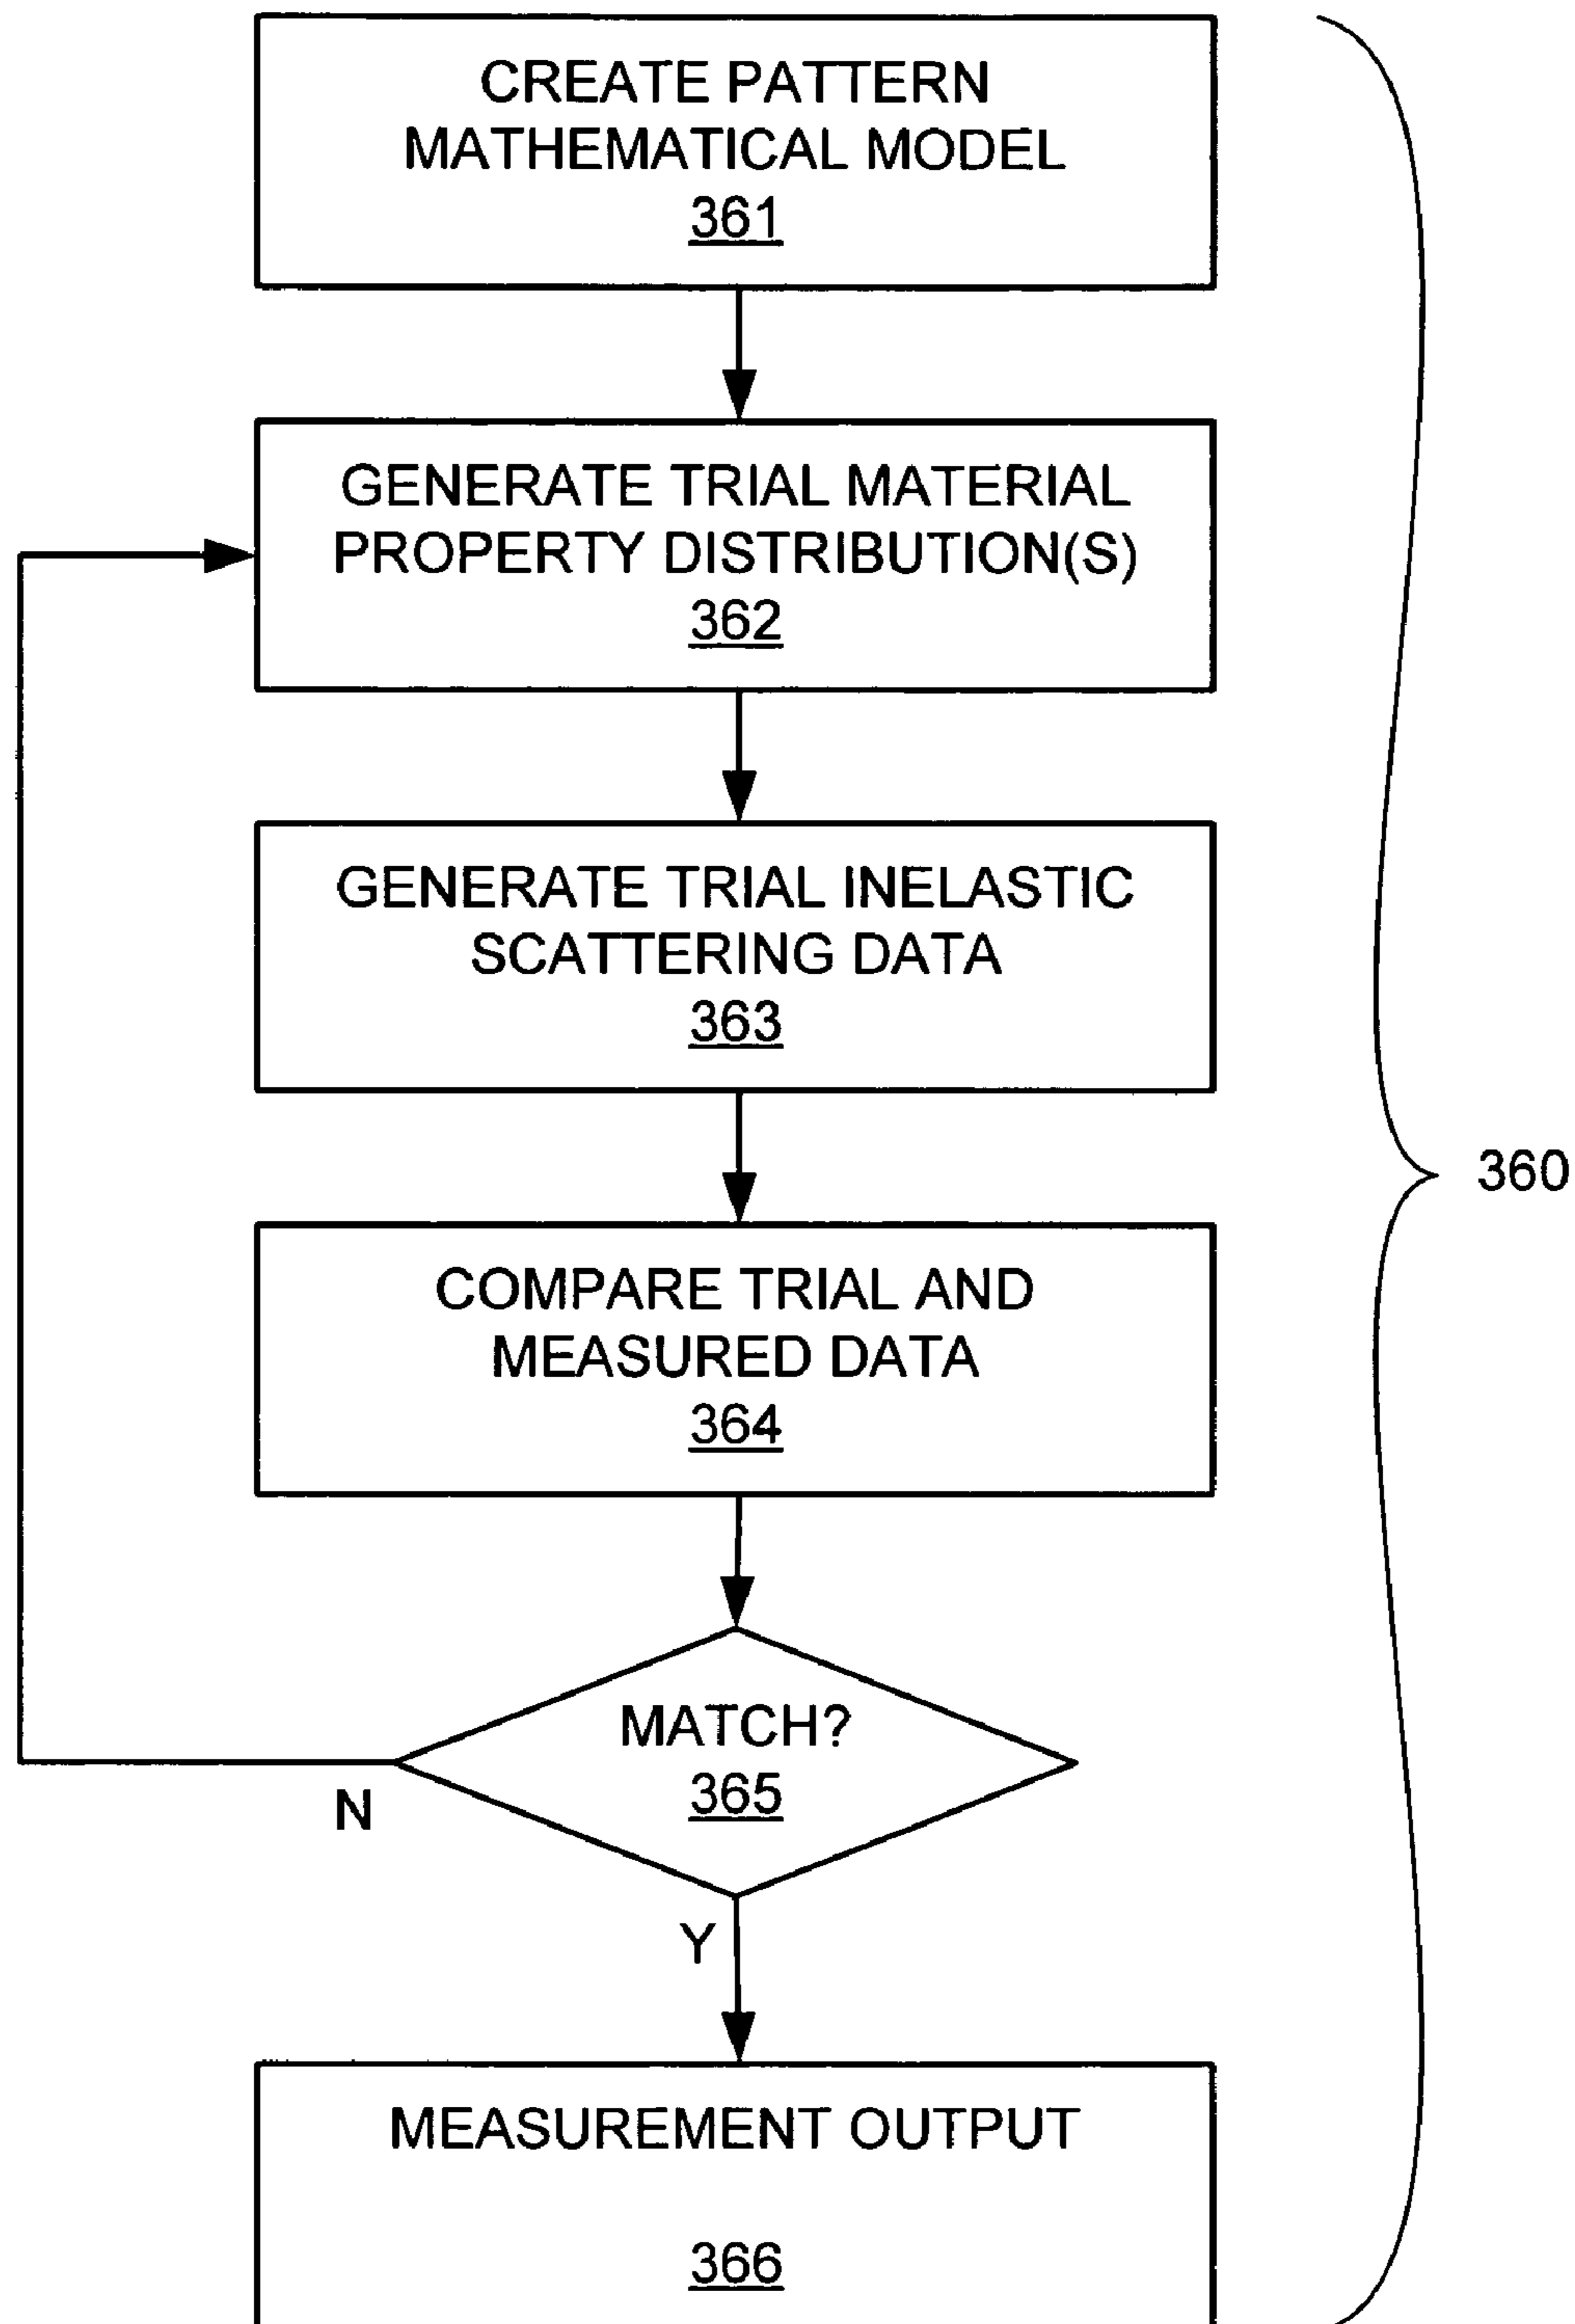 CREATE PATTERN
MATHEMATICAL MODEL
361
GENERATE TRIAL MATERIAL
PROPERTY DISTRIBUTION(S)
362
GENERATE TRIAL INELASTIC
SCATTERING DATA
363
360
COMPARE TRIAL AND
MEASURED DATA
364
MATCH?
365
N
Y
MEASUREMENT OUTPUT
366